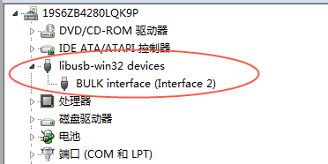 19S6ZB4280LQK9P
DVD/CD-ROM 驱动器
IDE ATA/ATAPI 控制器
libusb-win32 devices
BULK interface (Interface 2)
处理器
磁盘驱动器
电池
端口 (COM 和 LPT)